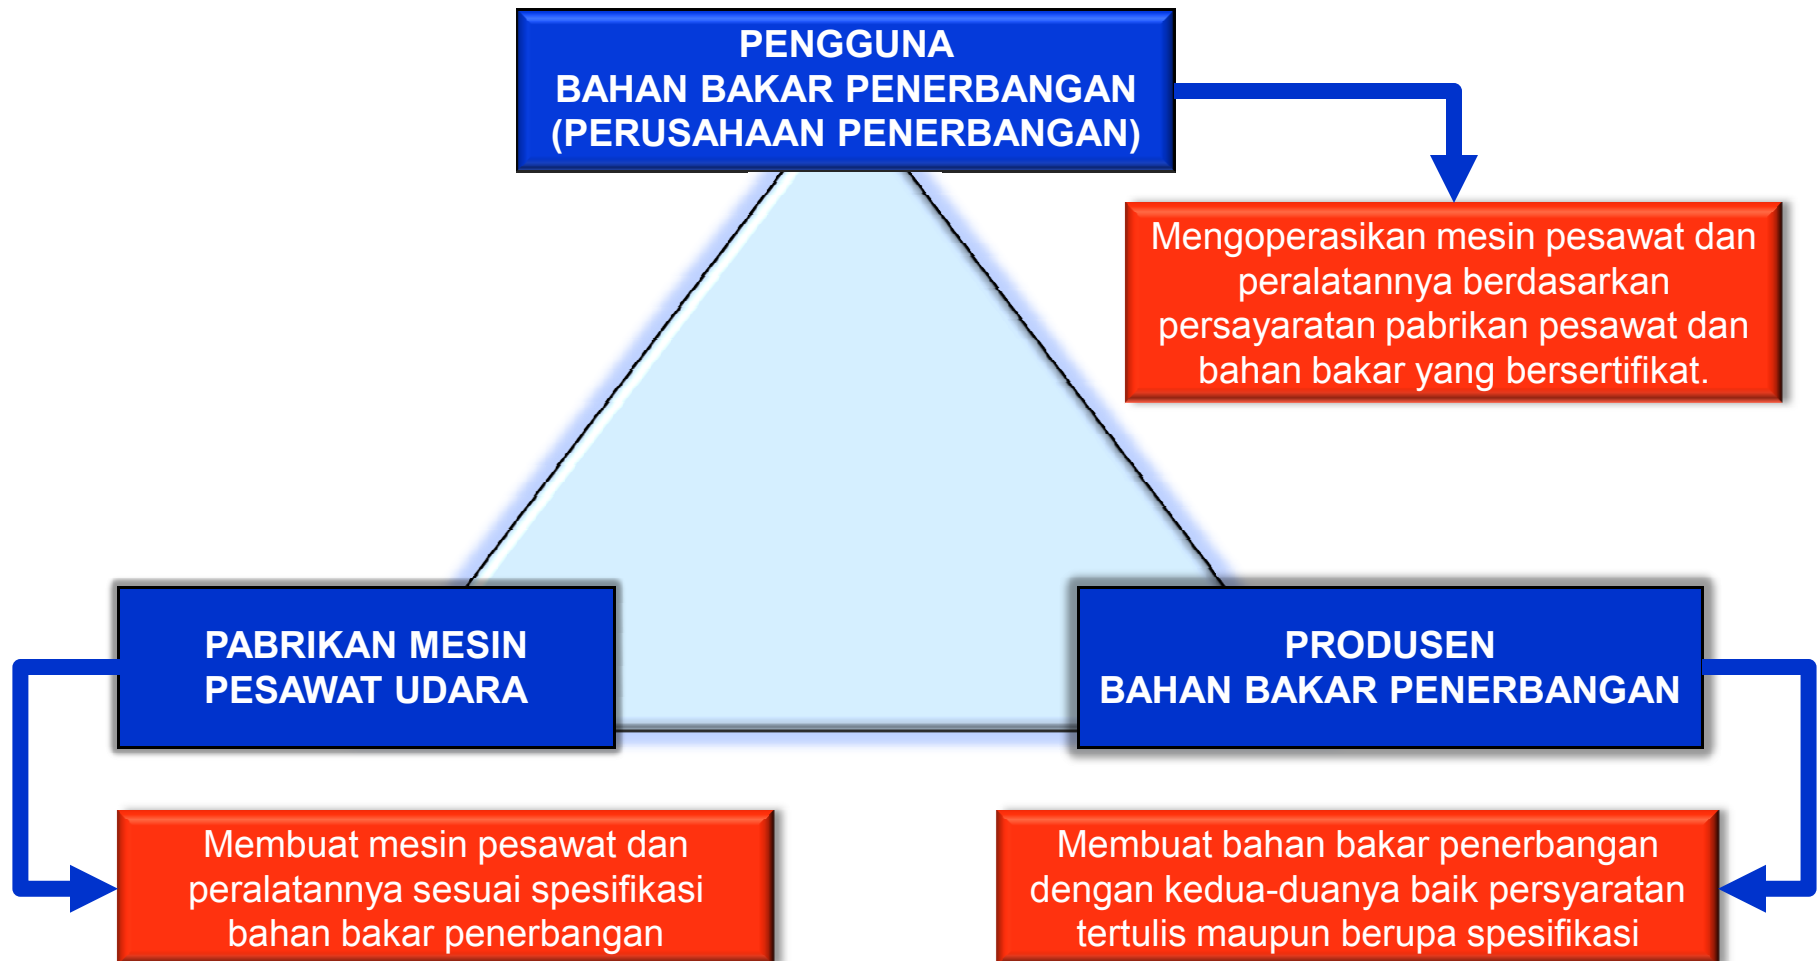 PENGGUNA
BAHAN BAKAR PENERBANGAN
(PERUSAHAAN PENERBANGAN)
Mengoperasikan mesin pesawat dan
peralatannya berdasarkan
persayaratan pabrikan pesawat dan
bahan bakar yang bersertifikat.
PABRIKAN MESIN
PESAWAT UDARA
PRODUSEN
BAHAN BAKAR PENERBANGAN
Membuat mesin pesawat dan
peralatannya sesuai spesifikasi
bahan bakar penerbangan
Membuat bahan bakar penerbangan
dengan kedua-duanya baik persyaratan
tertulis maupun berupa spesifikasi